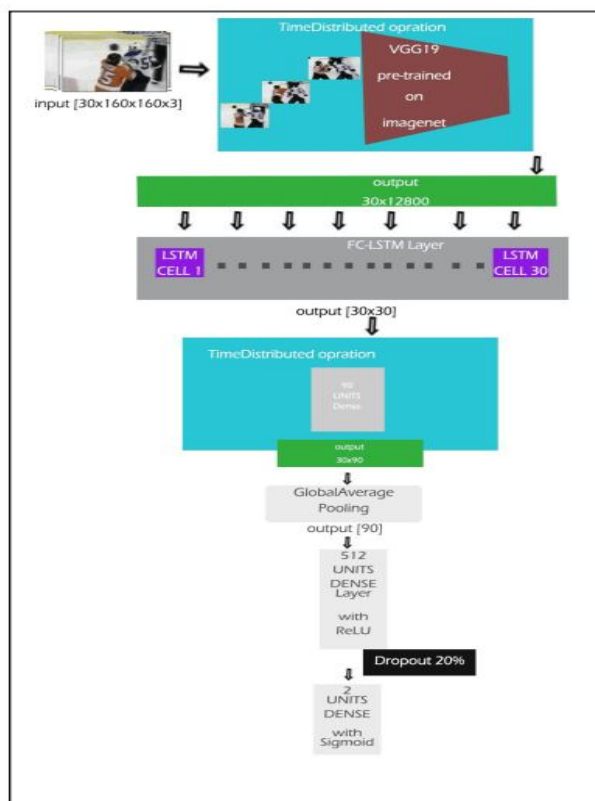 TimeDistributed opration
VGG19
pre-trained
on
imagenet
input [30x160x160x3]
output
30x12800
FC-LSTM Layer
LSTM
CELL 1
LSTM
CELL 30
output [30x30]
TimeDistributed opration
90
UNITS
Dense
output
30x90
GlobalAverage
Pooling
output [90]
512
UNITS
DENSE
Layer
with
ReLU
Dropout 20%
2
UNITS
DENSE
with
Sigmoid